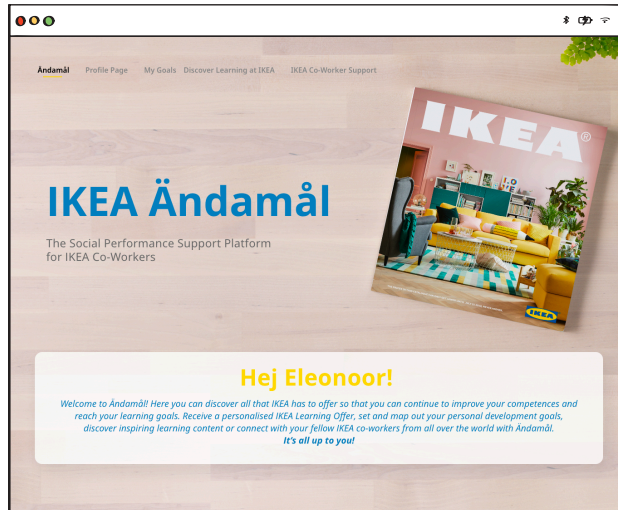 Ändamål Profile Page My Goals Discover Learning at IKEA IKEA Co-Worker Support
IKEA®
LOVE
IKEA Ändamål
The Social Performance Support Platform
for IKEA Co-Workers
IKEA
Hej Eleonoor!
Welcome to Ändamål! Here you can discover all that IKEA has to offer so that you can continue to improve your competences and
reach your learning goals. Receive a personalised IKEA Learning Offer, set and map out your personal development goals,
discover inspiring learning content or connect with your fellow IKEA co-workers from all over the world with Ändamål.
It's all up to you!